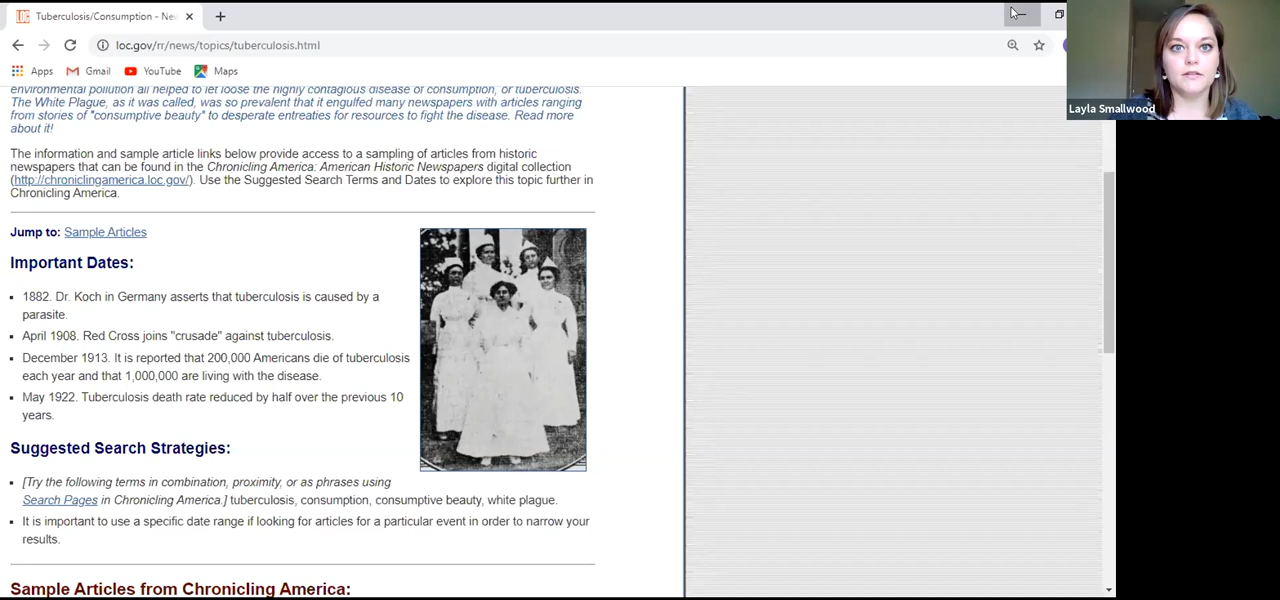 Tuberculosis/Consumption - Ne
loc.gov/rr/news/topics/tuberculosis.html
Apps Gmail YouTube Maps
Layla Smallwood
environmental pollution all helped to let loose the highly contagious disease of consumption, or tuberculosis.
The White Plague, as it was called, was so prevalent that it engulfed many newspapers with articles ranging
from stories of "consumptive beauty" to desperate entreaties for resources to fight the disease. Read more
about it!
The information and sample article links below provide access to a sampling of articles from historic
newspapers that can be found in the Chronicling America: American Historic Newspapers digital collection
(http://chroniclingamerica.loc.gov/). Use the Suggested Search Terms and Dates to explore this topic further in
Chronicling America.
Jump to: Sample Articles
Important Dates:
1882. Dr. Koch in Germany asserts that tuberculosis is caused by a
parasite.
April 1908. Red Cross joins "crusade" against tuberculosis.
December 1913. It is reported that 200,000 Americans die of tuberculosis
each year and that 1,000,000 are living with the disease.
May 1922. Tuberculosis death rate reduced by half over the previous 10
years.
Suggested Search Strategies:
[Try the following terms in combination, proximity, or as phrases using
Search Pages in Chronicling America.] tuberculosis, consumption, consumptive beauty, white plague.
It is important to use a specific date range if looking for articles for a particular event in order to narrow your
results.
Sample Articles from Chronicling America: